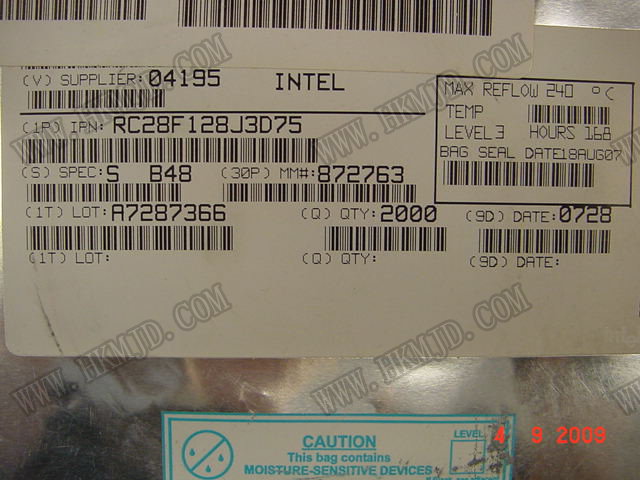 (V) SUPPLIER: 04195 INTEL
MAX REFLOW 240 °C
TEMP
LEVEL 3 HOURS 168
BAG SEAL DATE 18AUG07
(1P) IPN: RC28F128J3D75
(S) SPEC: S B48 (30P) MM#: 872763
(1T) LOT: A7287366 (Q) QTY: 2000 (9D) DATE: 0728
(1T) LOT: (Q) QTY: (9D) DATE:
WWW.HKMJD.COM
CAUTION
This bag contains
MOISTURE-SENSITIVE DEVICES
LEVEL
4 9 2009